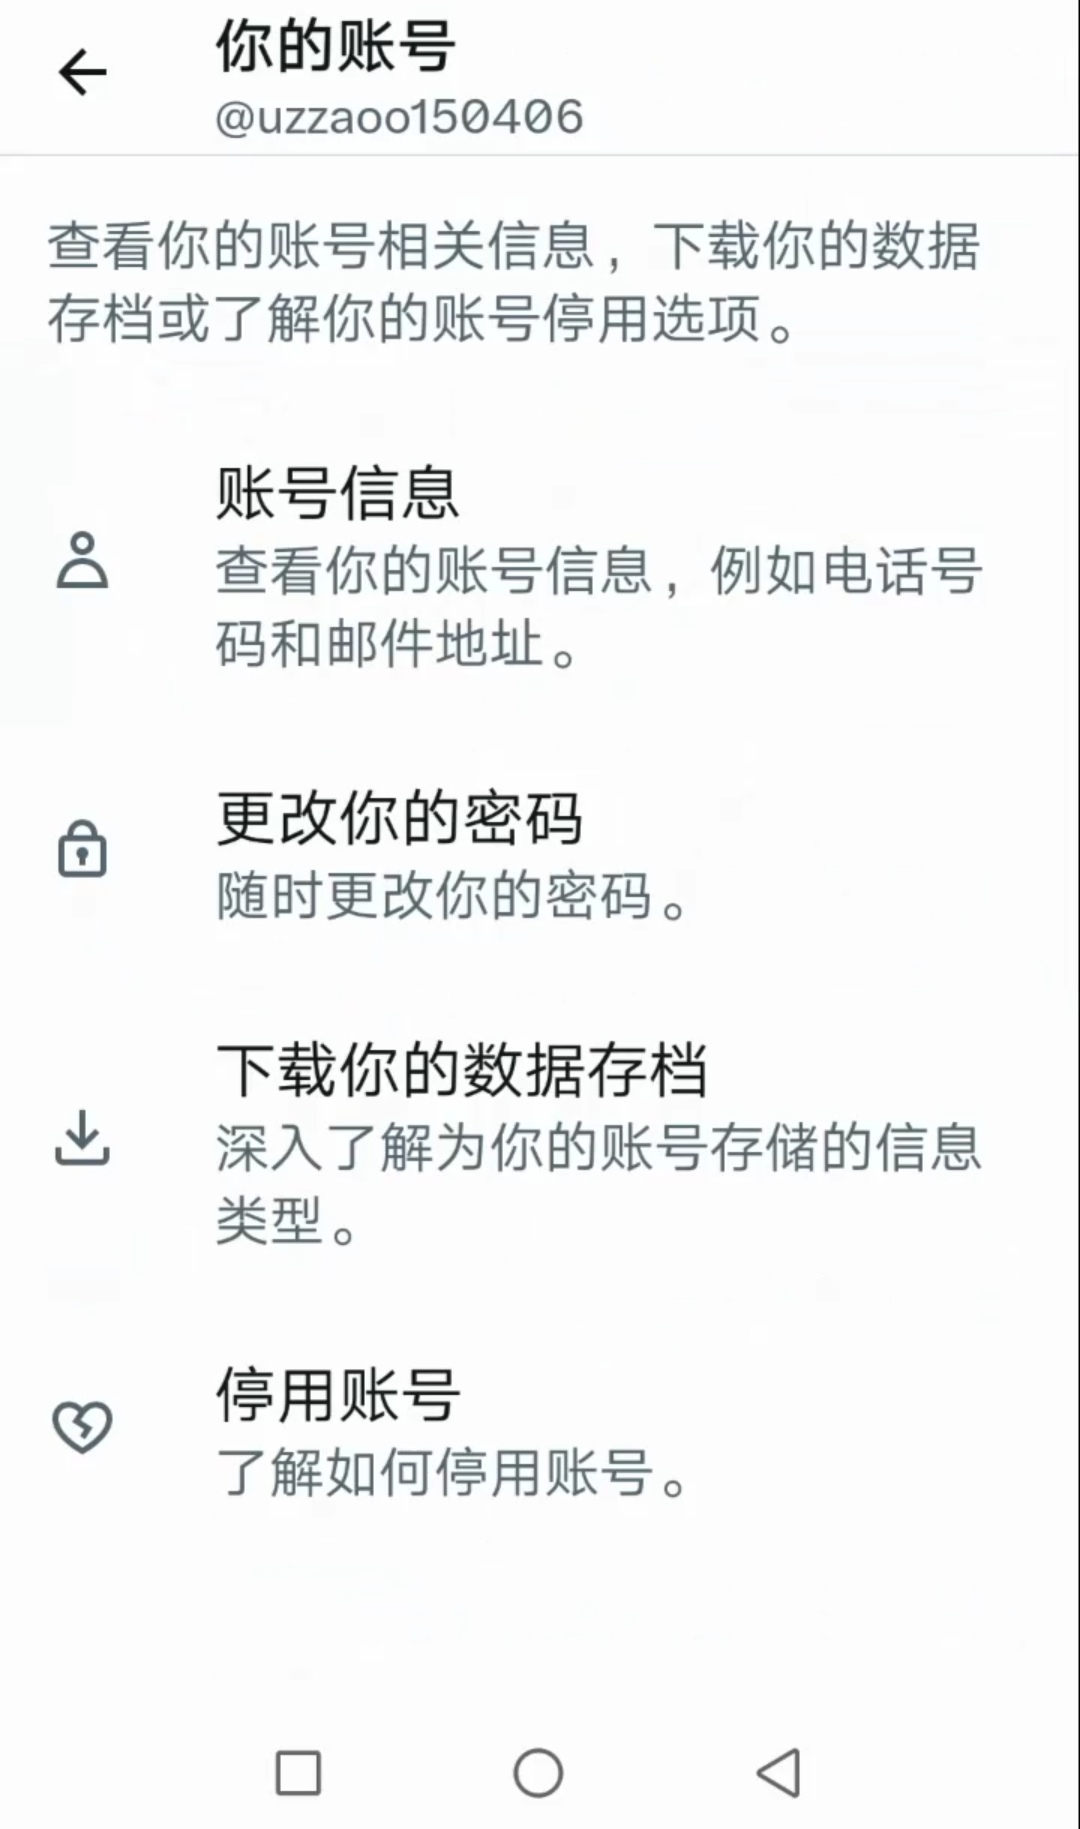 你的账号
@uzzaoo150406
查看你的账号相关信息，下载你的数据
存档或了解你的账号停用选项。
账号信息
查看你的账号信息，例如电话号
码和邮件地址。
更改你的密码
随时更改你的密码。
下载你的数据存档
深入了解为你的账号存储的信息
类型。
停用账号
了解如何停用账号。